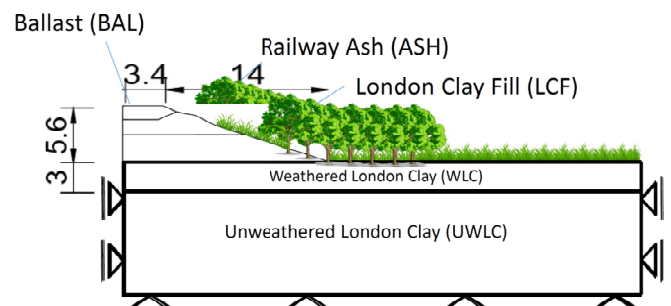 Ballast (BAL)
Railway Ash (ASH)
3.4
14
London Clay Fill (LCF)
5.6
3
Weathered London Clay (WLC)
Unweathered London Clay (UWLC)